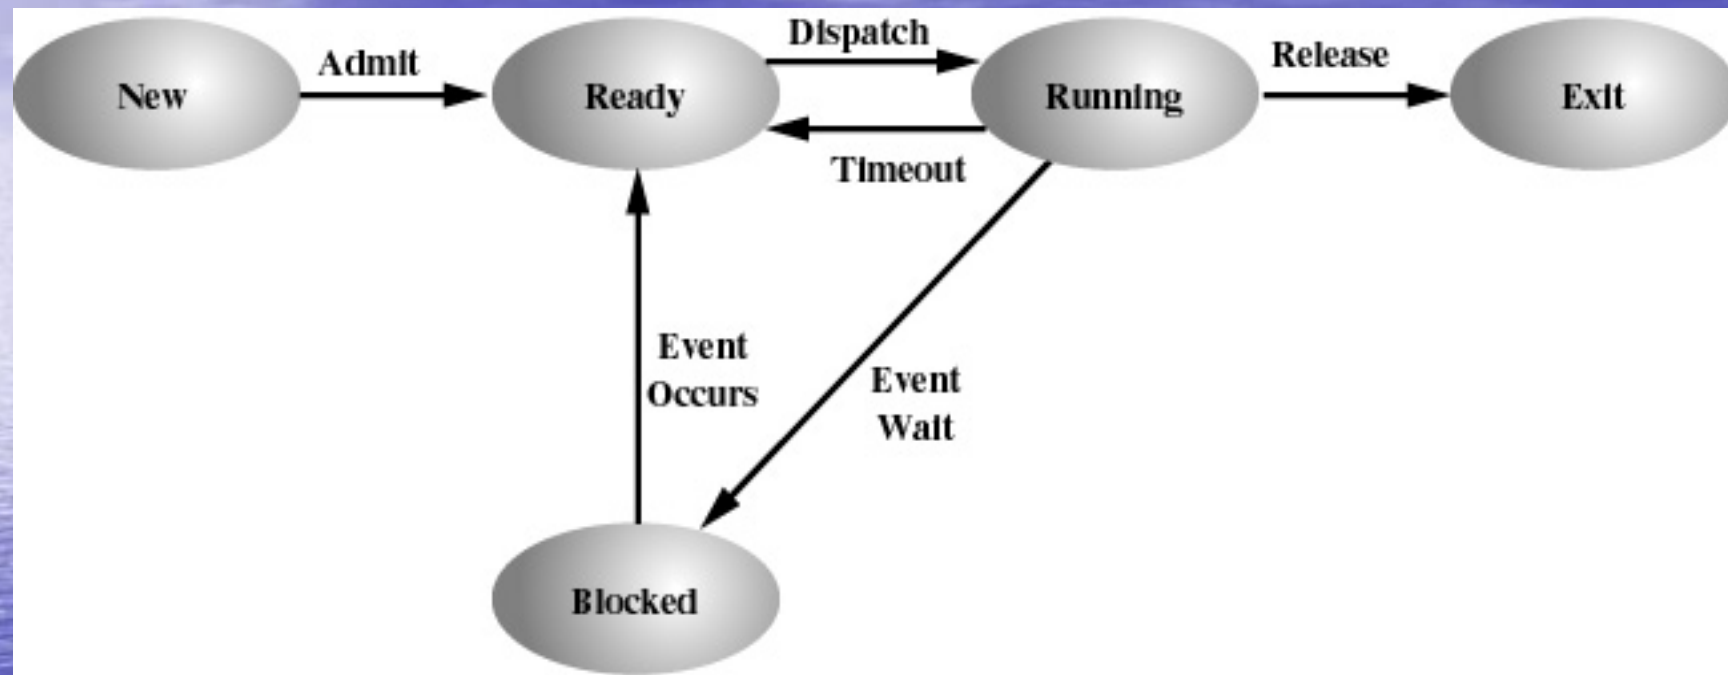 Dispatch
Admit
Release
New
Ready
Running
Exit
Timeout
Event
Occurs
Event
Wait
Blocked